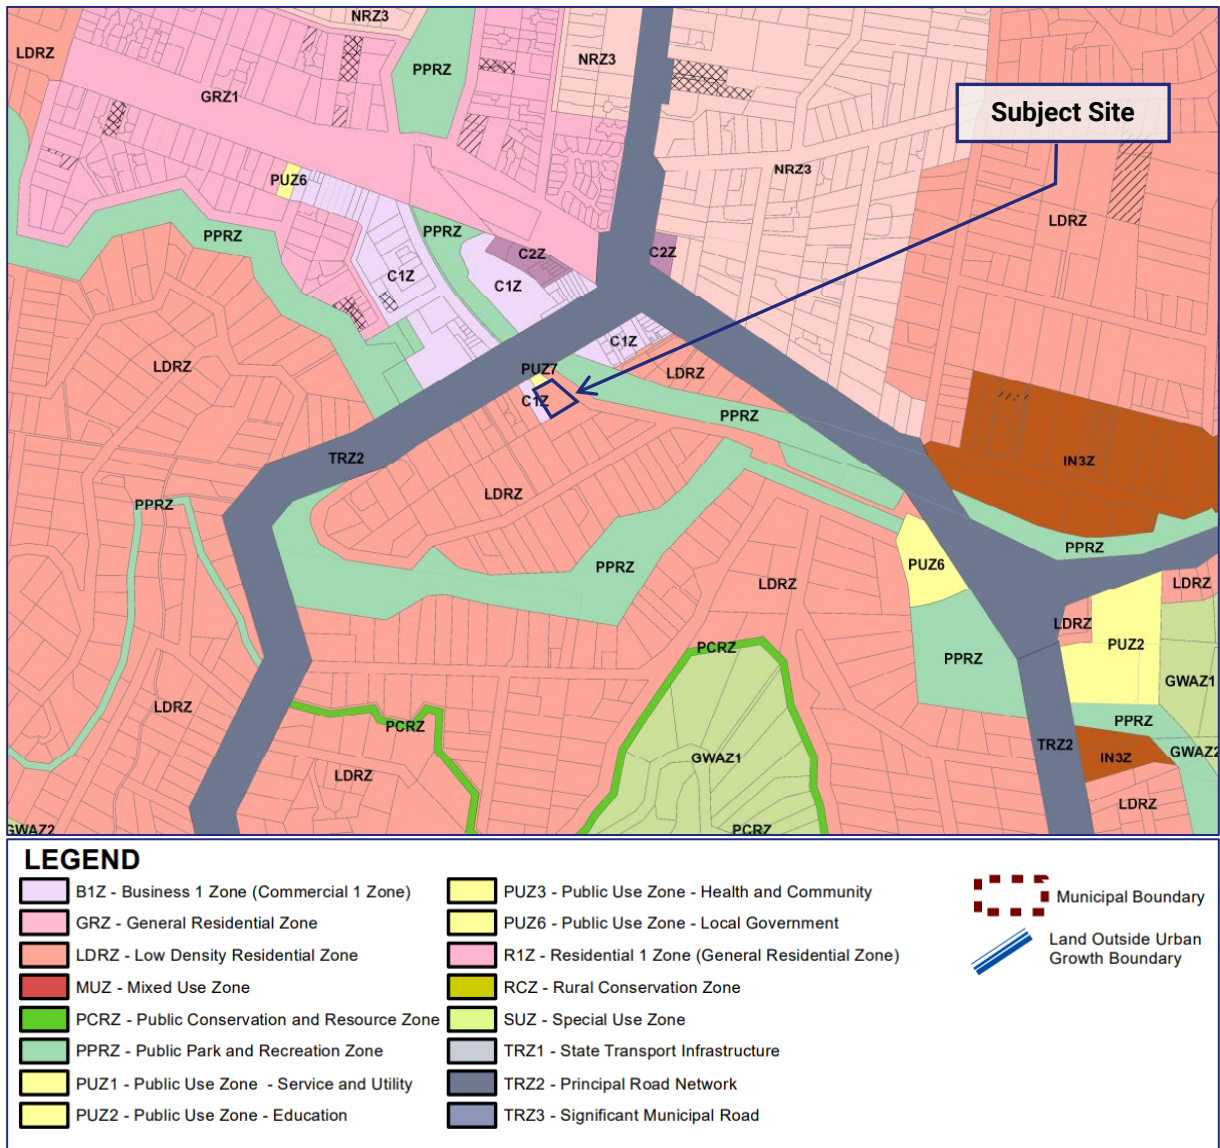 NRZ3
LDRZ
PPRZ
NRZ3
GRZ1
Subject Site
NRZ3
PUZ6
LDRZ
PPRZ
PPRZ
C2Z
C2Z
C1Z
C1Z
C1Z
LDRZ
PUZ7
LDRZ
C1Z
PPRZ
TRZ2
IN3Z
LDRZ
PPRZ
PPRZ
PPRZ
PUZ6
LDRZ
LDRZ
LDRZ
PUZ2
PCRZ
PPRZ
GWAZ1
LDRZ
PCRZ
PPRZ
TRZ2
GWAZ2
GWAZ1
IN3Z
LDRZ
LDRZ
GWAZ2
PCRZ
LEGEND
B1Z - Business 1 Zone (Commercial 1 Zone)
GRZ - General Residential Zone
LDRZ - Low Density Residential Zone
MUZ - Mixed Use Zone
PCRZ - Public Conservation and Resource Zone
PPRZ - Public Park and Recreation Zone
PUZ1 - Public Use Zone - Service and Utility
PUZ2 - Public Use Zone - Education
PUZ3 - Public Use Zone - Health and Community
PUZ6 - Public Use Zone - Local Government
R1Z - Residential 1 Zone (General Residential Zone)
RCZ - Rural Conservation Zone
SUZ - Special Use Zone
TRZ1 - State Transport Infrastructure
TRZ2 - Principal Road Network
TRZ3 - Significant Municipal Road
Municipal Boundary
Land Outside Urban
Growth Boundary